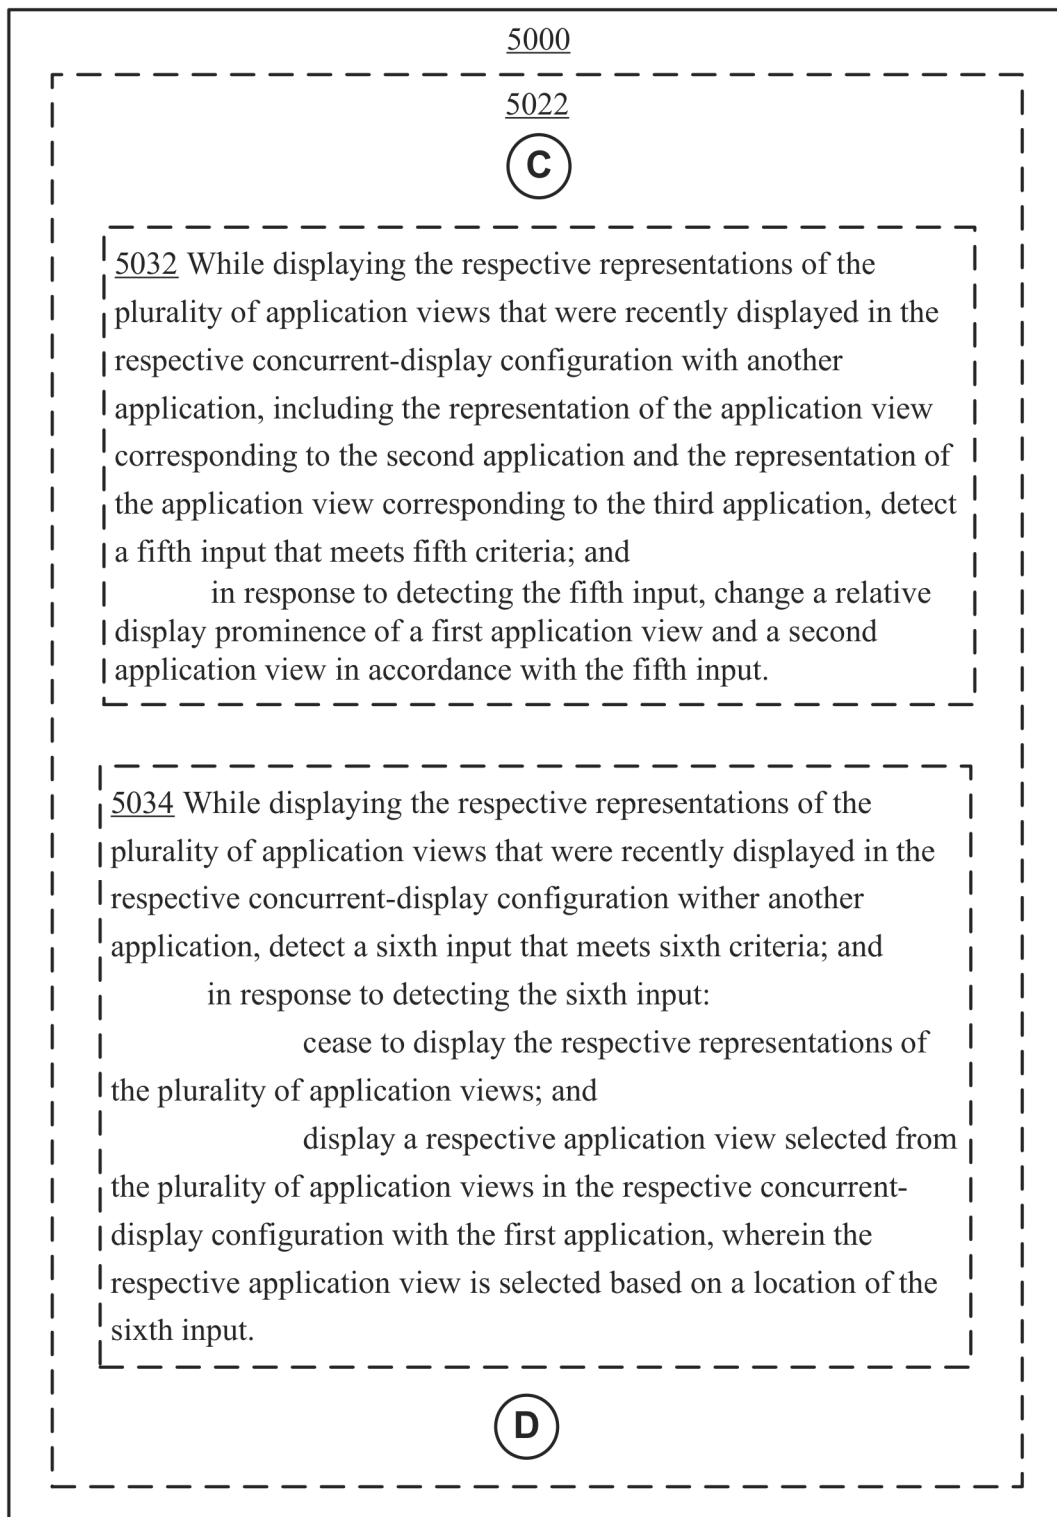 5000
5022
C
5032 While displaying the respective representations of the
plurality of application views that were recently displayed in the
respective concurrent-display configuration with another
application, including the representation of the application view
corresponding to the second application and the representation of
the application view corresponding to the third application, detect
a fifth input that meets fifth criteria; and
in response to detecting the fifth input, change a relative
display prominence of a first application view and a second
application view in accordance with the fifth input.
5034 While displaying the respective representations of the
plurality of application views that were recently displayed in the
respective concurrent-display configuration wither another
application, detect a sixth input that meets sixth criteria; and
in response to detecting the sixth input:
cease to display the respective representations of
the plurality of application views; and
display a respective application view selected from
the plurality of application views in the respective concurrent-
display configuration with the first application, wherein the
respective application view is selected based on a location of the
sixth input.
D